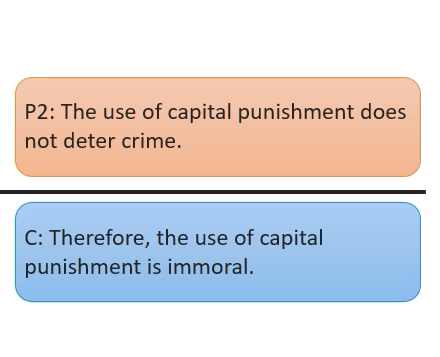 P2: The use of capital punishment does
not deter crime.
C: Therefore, the use of capital
punishment is immoral.